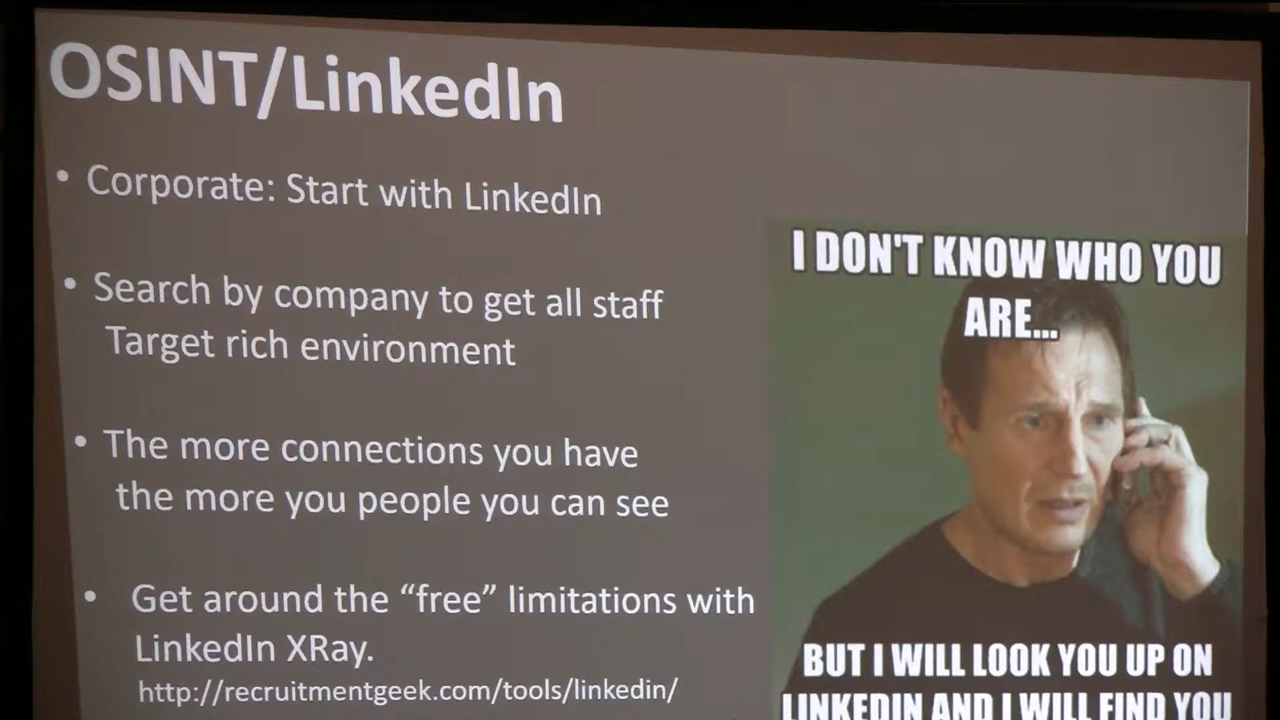 OSINT/LinkedIn
• Corporate: Start with LinkedIn
• Search by company to get all staff
Target rich environment
• The more connections you have
the more you people you can see
• Get around the “free” limitations with
LinkedIn XRay.
http://recruitmentgeek.com/tools/linkedin/
I DON'T KNOW WHO YOU
ARE...
BUT I WILL LOOK YOU UP ON
LINKEDIN AND I WILL FIND YOU